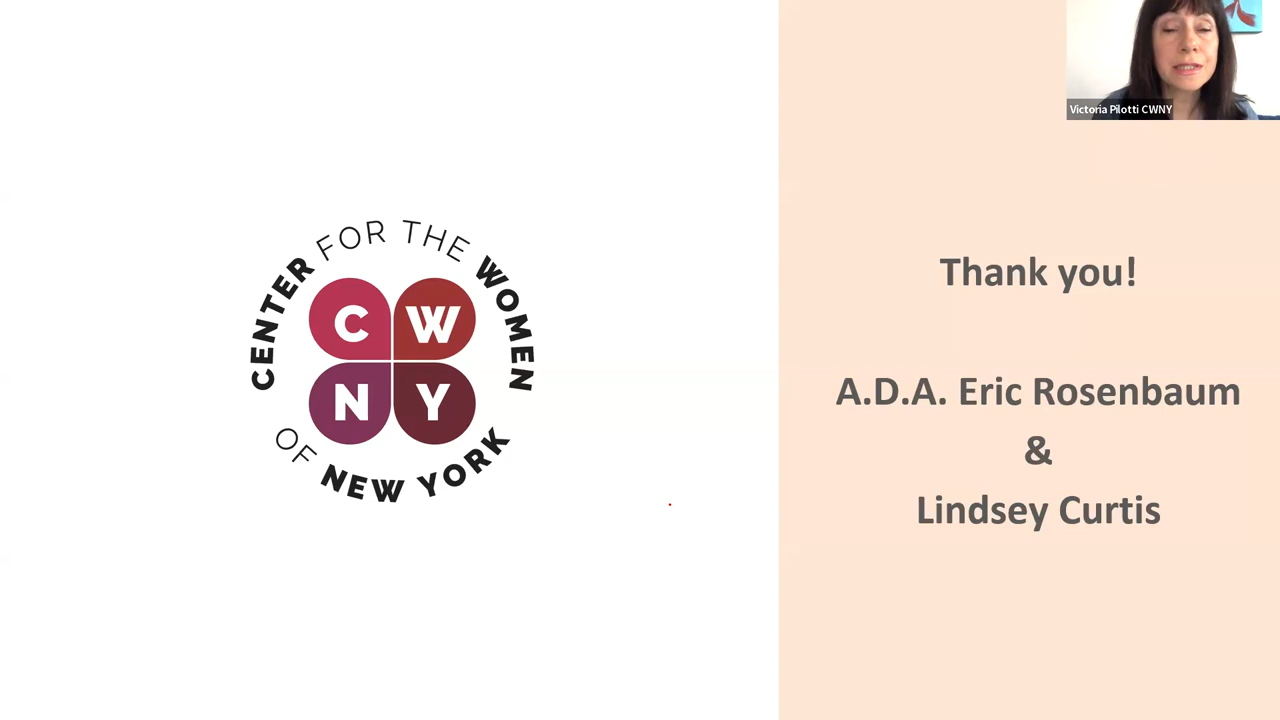 CENTER FOR THE WOMEN
OF NEW YORK
C W
N Y
Victoria Pilotti CWNY
Thank you!
A.D.A. Eric Rosenbaum
&
Lindsey Curtis